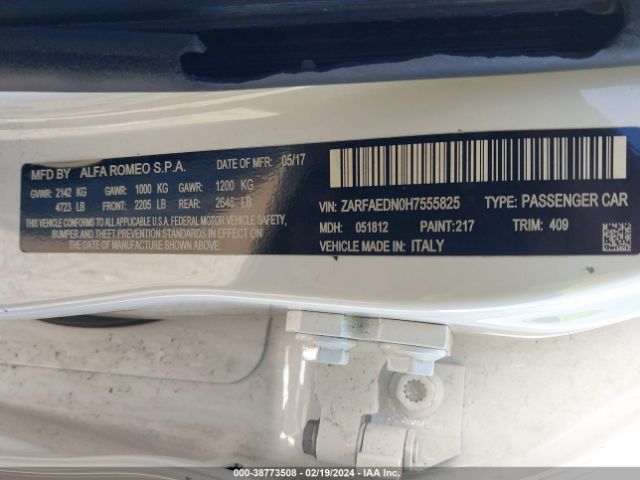 MFD BY ALFA ROMEO S.P.A. DATE OF MFR: 05/17
GVWR: 2142 KG GAWR: 1000 KG GAWR: 1200 KG
4723 LB FRONT: 2205 LB REAR: 2646 LB
THIS VEHICLE CONFORMS TO ALL APPLICABLE U.S.A. FEDERAL MOTOR VEHICLE SAFETY,
BUMPER AND THEFT PREVENTION STANDARDS IN EFFECT ON
THE DATE OF MANUFACTURE SHOWN ABOVE.
VIN: ZARFAEDN0H7555825 TYPE: PASSENGER CAR
MDH: 051812 PAINT:217 TRIM: 409
VEHICLE MADE IN: ITALY
000-38773508 - 02/19/2024 - IAA Inc.